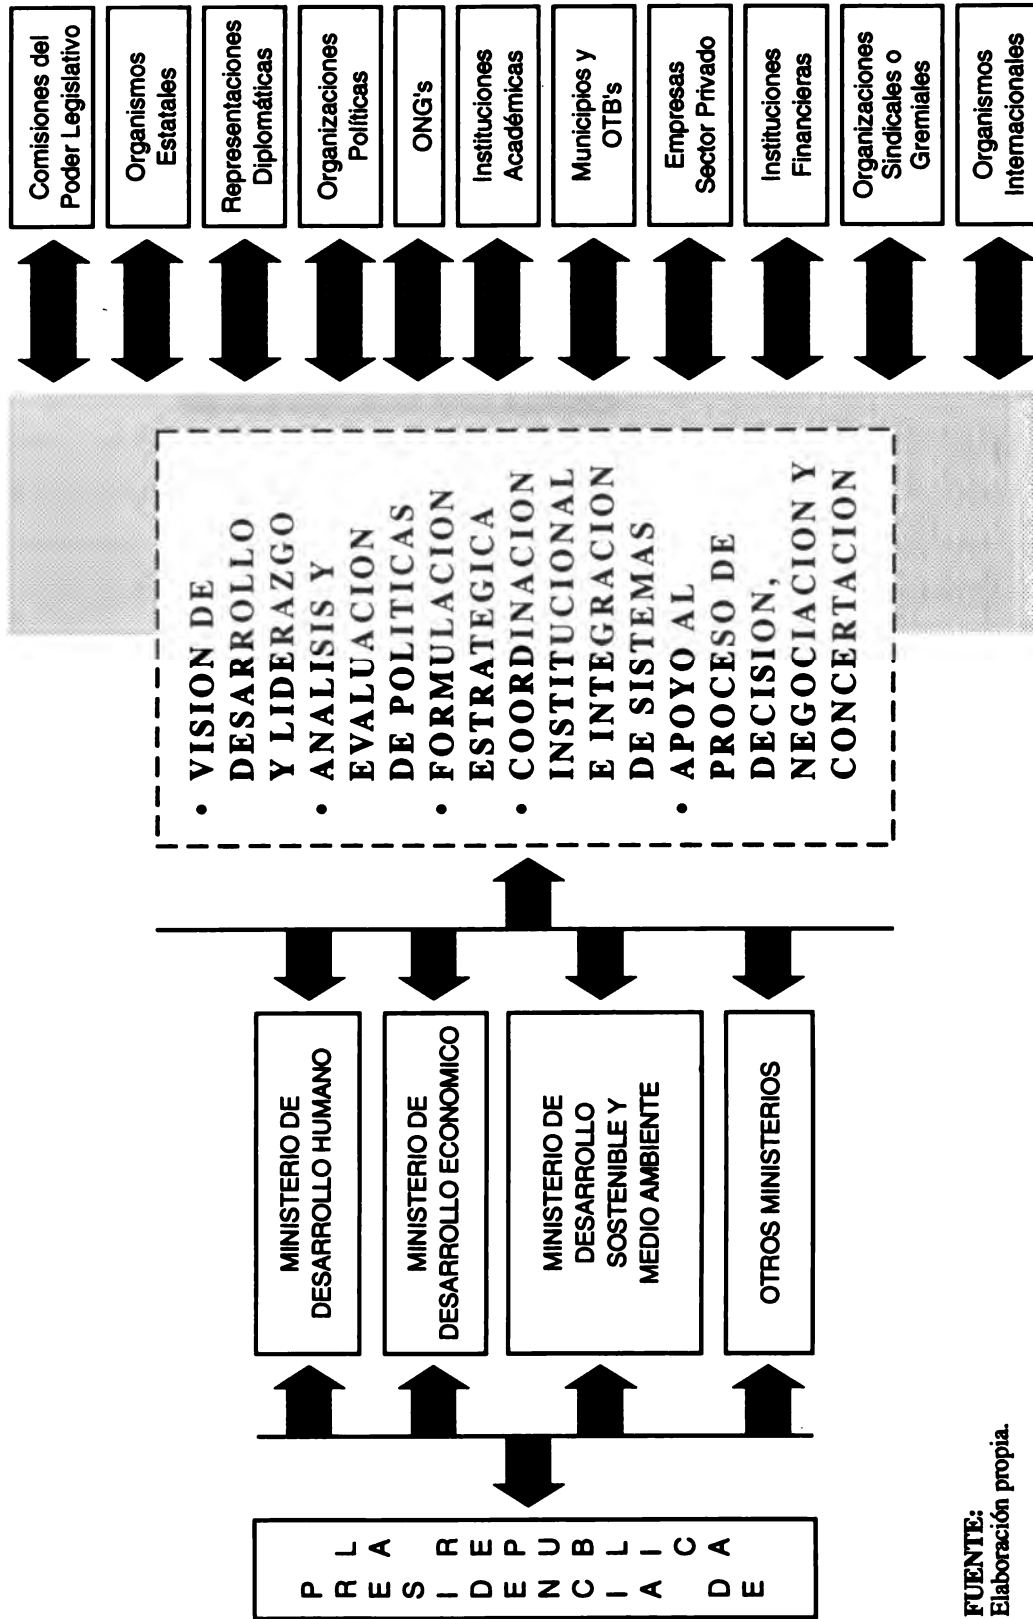 PRESIDENCIA DE
LA REPUBLICA
MINISTERIO DE
DESARROLLO HUMANO
MINISTERIO DE
DESARROLLO ECONOMICO
MINISTERIO DE
DESARROLLO
SOSTENIBLE Y
MEDIO AMBIENTE
OTROS MINISTERIOS
• VISION DE
DESARROLLO
Y LIDERAZGO
• ANALISIS Y
EVALUACION
DE POLITICAS
• FORMULACION
ESTRATEGICA
• COORDINACION
INSTITUCIONAL
E INTEGRACION
DE SISTEMAS
• APOYO AL
PROCESO DE
DECISION,
NEGOCIACION Y
CONCERTACION
Comisiones del
Poder Legislativo
Organismos
Estatales
Representaciones
Diplomáticas
Organizaciones
Políticas
ONG's
Instituciones
Académicas
Municipios y
OTB's
Empresas
Sector Privado
Instituciones
Financieras
Organizaciones
Sindicales o
Gremiales
Organismos
Internacionales
FUENTE:
Elaboración propia.